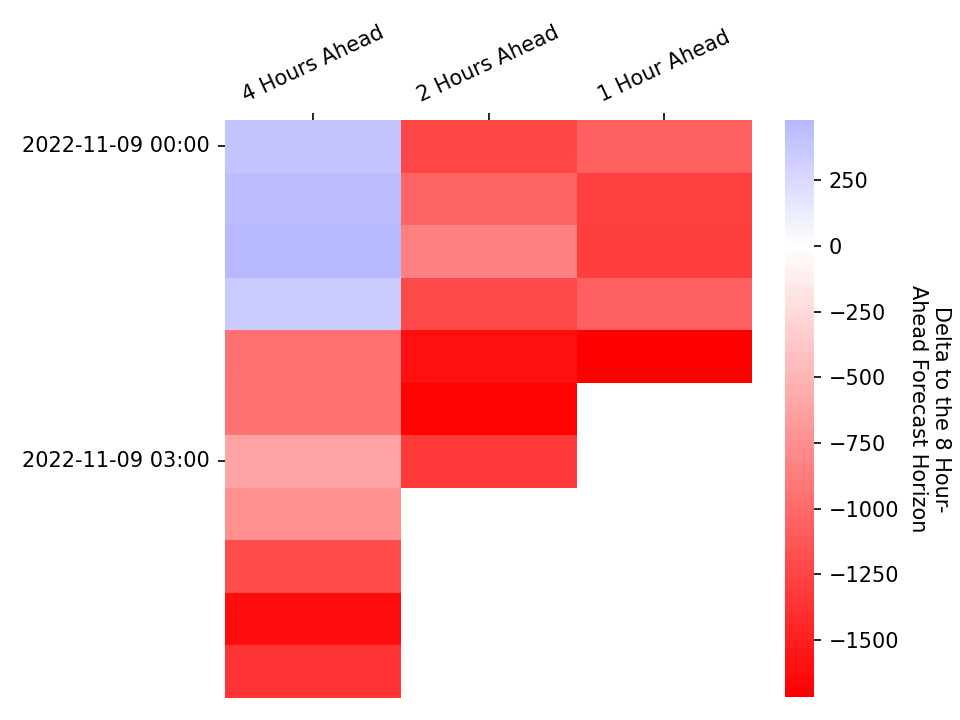 4 Hours Ahead
2 Hours Ahead
1 Hour Ahead
2022-11-09 00:00
2022-11-09 03:00
250
0
−250
−500
−750
−1000
−1250
−1500
Delta to the 8 Hour-
Ahead Forecast Horizon